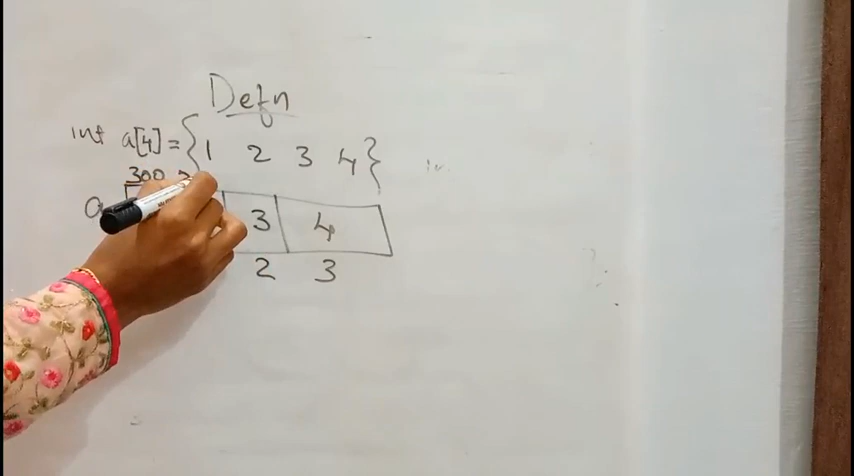 Defn
int a[4] = { 1 2 3 4 }
300
a 3 4
2 3